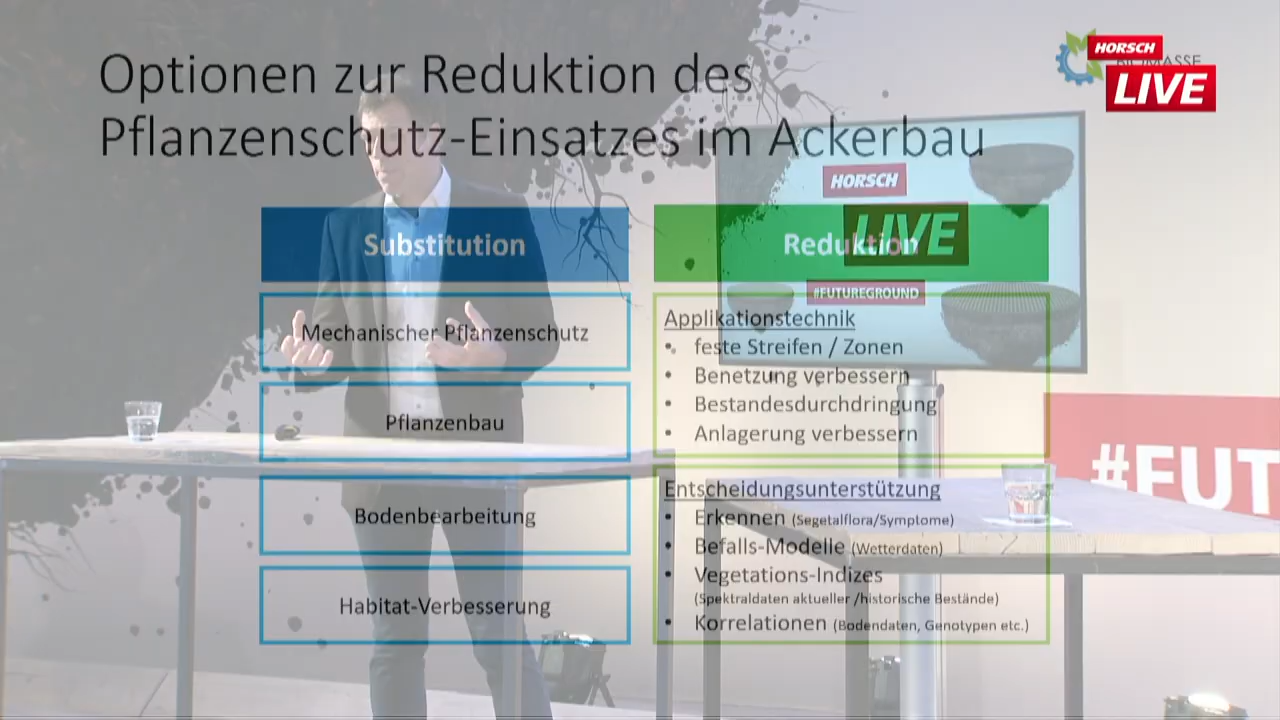 Optionen zur Reduktion des
Pflanzenschutz-Einsatzes im Ackerbau
HORSCH
LIVE
HORSCH
LIVE
#FUTUREGROUND
Substitution
Mechanischer Pflanzenschutz
Pflanzenbau
Bodenbearbeitung
Habitat-Verbesserung
Reduktion
Applikationstechnik
• feste Streifen / Zonen
• Benetzung verbessern
• Bestandesdurchdringung
• Anlagerung verbessern
Entscheidungsunterstützung
• Erkennen (Segetalflora/Symptome)
• Befalls-Modelle (Wetterdaten)
• Vegetations-Indizes
(Spektraldaten aktueller /historische Bestände)
• Korrelationen (Bodendaten, Genotypen etc.)
#FUT